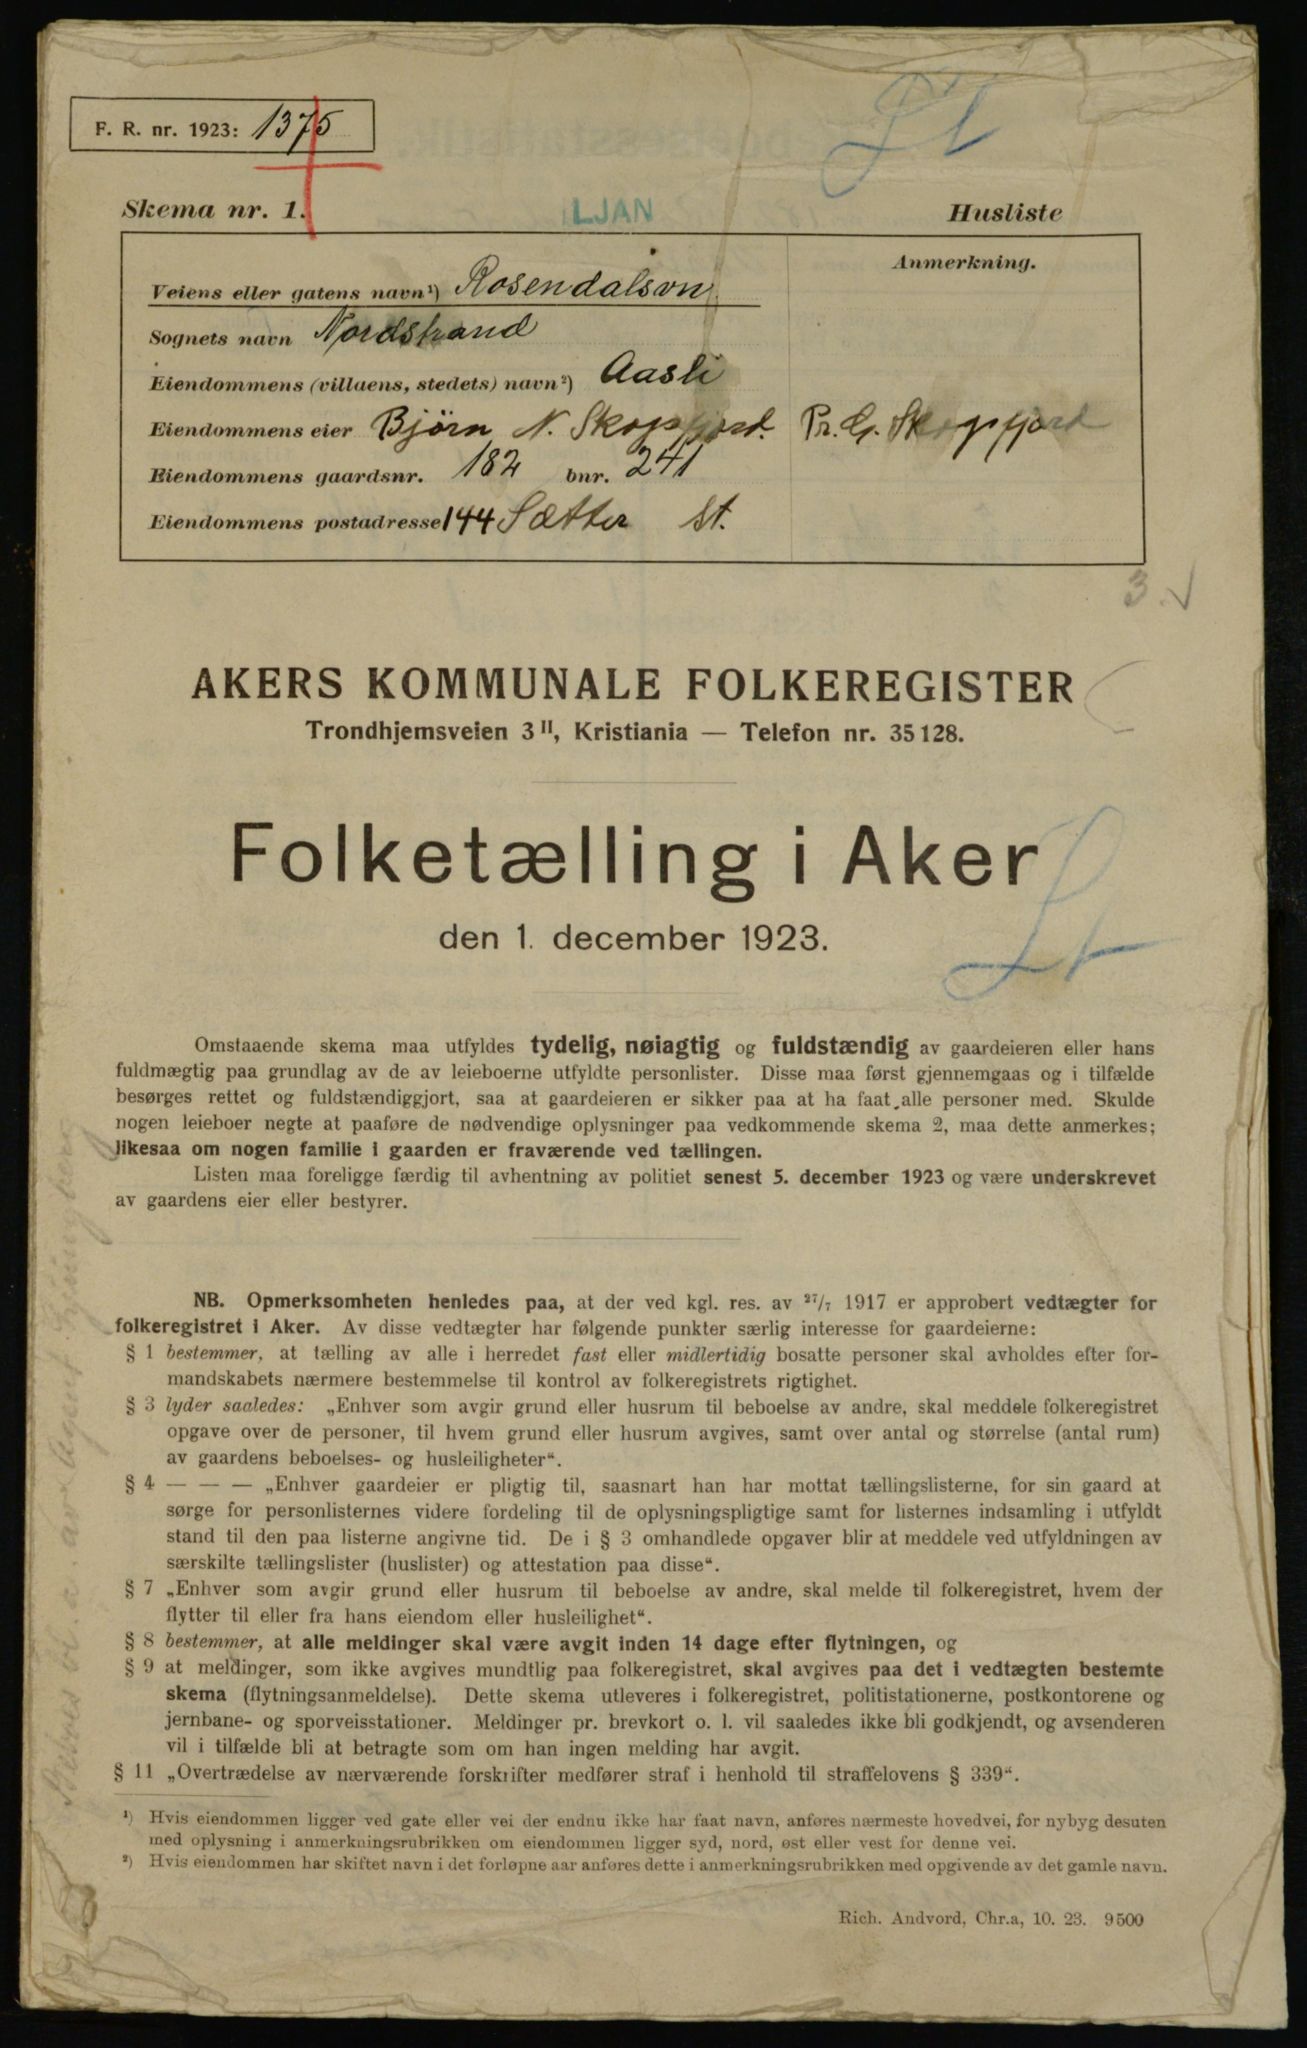 F. R. nr. 1923: 1375
Skema nr. 1.
LJAN
Husliste
Anmerkning.
Veiens eller gatens navn¹) Rosendalsvn.
Sognets navn Nordstrand
Eiendommens (villaens, stedets) navn²) Aasli
Eiendommens eier Bjørn N. Skogsfjord. Pr. G. Skogsfjord
Eiendommens gaardsnr. 182 bnr. 241
Eiendommens postadresse 144 Sætter St.
3. √
AKERS KOMMUNALE FOLKEREGISTER
Trondhjemsveien 3 II, Kristiania — Telefon nr. 35128.
Folketælling i Aker
den 1. december 1923.
Omstaaende skema maa utfyldes tydelig, nøiagtig og fuldstændig av gaardeieren eller hans
fuldmægtig paa grundlag av de av leieboerne utfyldte personlister. Disse maa først gjennemgaas og i tilfælde
besørges rettet og fuldstændiggjort, saa at gaardeieren er sikker paa at ha faat alle personer med. Skulde
nogen leieboer negte at paaføre de nødvendige oplysninger paa vedkommende skema 2, maa dette anmerkes;
likesaa om nogen familie i gaarden er fraværende ved tællingen.
Listen maa foreligge færdig til avhentning av politiet senest 5. december 1923 og være underskrevet
av gaardens eier eller bestyrer.
NB. Opmerksomheten henledes paa, at der ved kgl. res. av 27/7 1917 er approbert vedtægter for
folkeregistret i Aker. Av disse vedtægter har følgende punkter særlig interesse for gaardeierne:
§ 1 bestemmer, at tælling av alle i herredet fast eller midlertidig bosatte personer skal avholdes efter for-
mandskabets nærmere bestemmelse til kontrol av folkeregistrets rigtighet.
§ 3 lyder saaledes: „Enhver som avgir grund eller husrum til beboelse av andre, skal meddele folkeregistret
opgave over de personer, til hvem grund eller husrum avgives, samt over antal og størrelse (antal rum)
av gaardens beboelses- og husleiligheter“.
§ 4 — — — „Enhver gaardeier er pligtig til, saasnart han har mottat tællingslisterne, for sin gaard at
sørge for personlisternes videre fordeling til de oplysningspligtige samt for listernes indsamling i utfyldt
stand til den paa listerne angivne tid. De i § 3 omhandlede opgaver blir at meddele ved utfyldningen av
særskilte tællingslister (huslister) og attestation paa disse“.
§ 7 „Enhver som avgir grund eller husrum til beboelse av andre, skal melde til folkeregistret, hvem der
flytter til eller fra hans eiendom eller husleilighet“.
§ 8 bestemmer, at alle meldinger skal være avgit inden 14 dage efter flytningen, og
§ 9 at meldinger, som ikke avgives mundtlig paa folkeregistret, skal avgives paa det i vedtægten bestemte
skema (flytningsanmeldelse). Dette skema utleveres i folkeregistret, politistationerne, postkontorene og
jernbane- og sporveisstationer. Meldinger pr. brevkort o. l. vil saaledes ikke bli godkjendt, og avsenderen
vil i tilfælde bli at betragte som om han ingen melding har avgit.
§ 11 „Overtrædelse av nærværende forskrifter medfører straf i henhold til straffelovens § 339“.
¹) Hvis eiendommen ligger ved gate eller vei der endnu ikke har faat navn, anføres nærmeste hovedvei, for nybyg desuten
med oplysning i anmerkningsrubrikken om eiendommen ligger syd, nord, øst eller vest for denne vei.
²) Hvis eiendommen har skiftet navn i det forløpne aar anføres dette i anmerkningsrubrikken med opgivende av det gamle navn.
Rich. Andvord, Chr.a, 10. 23. 9500